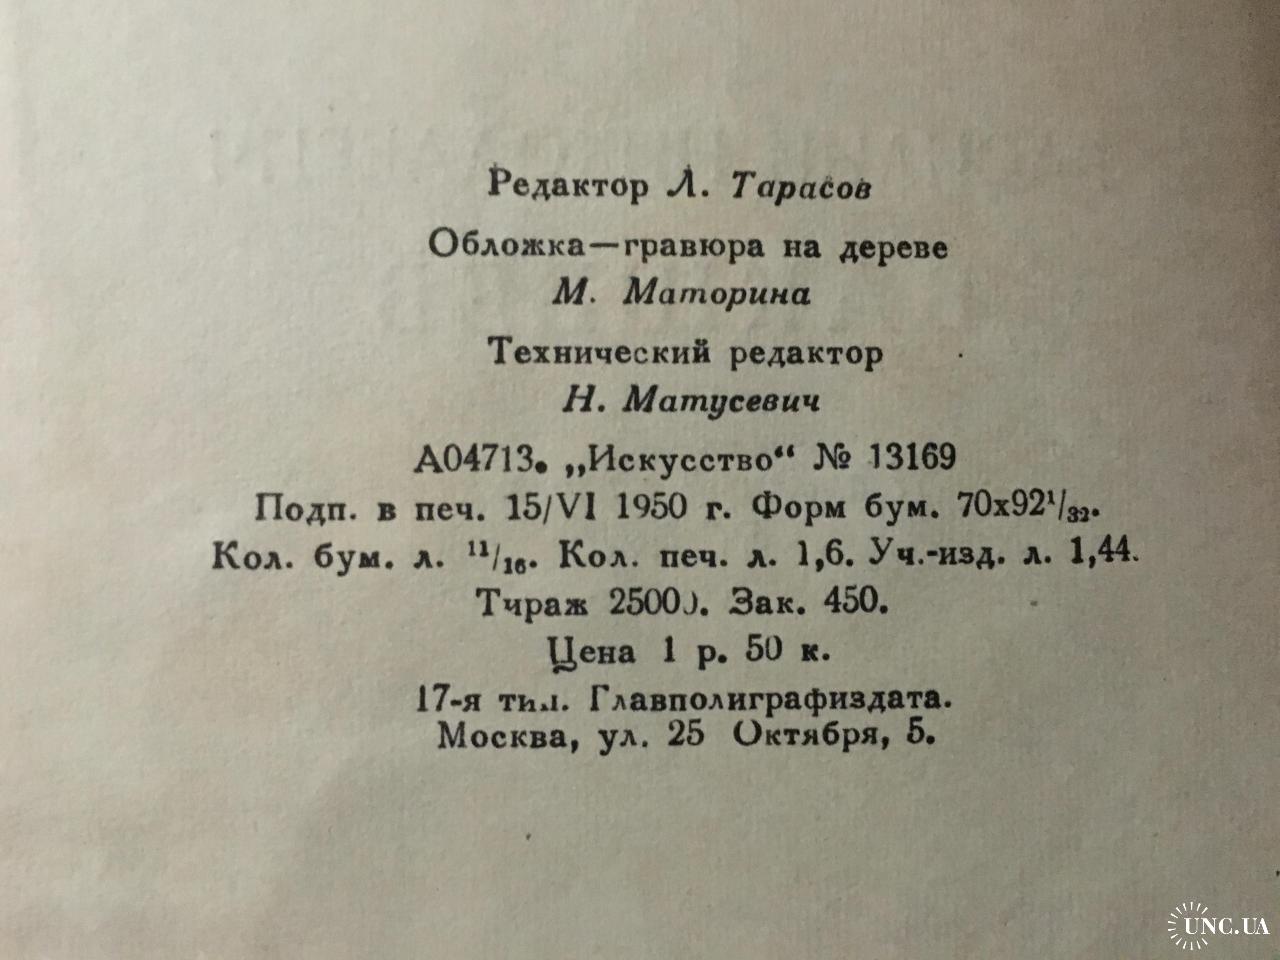 Редактор Л. Тарасов
Обложка—гравюра на дереве
М. Маторина
Технический редактор
Н. Матусевич
А04713. „Искусство“ № 13169
Подп. в печ. 15/VI 1950 г. Форм бум. 70х92¹/₃₂.
Кол. бум. л. ¹¹/₁₆. Кол. печ. л. 1,6. Уч.-изд. л. 1,44.
Тираж 25000. Зак. 450.
Цена 1 р. 50 к.
17-я тип. Главполиграфиздата.
Москва, ул. 25 Октября, 5.
UNC.UA